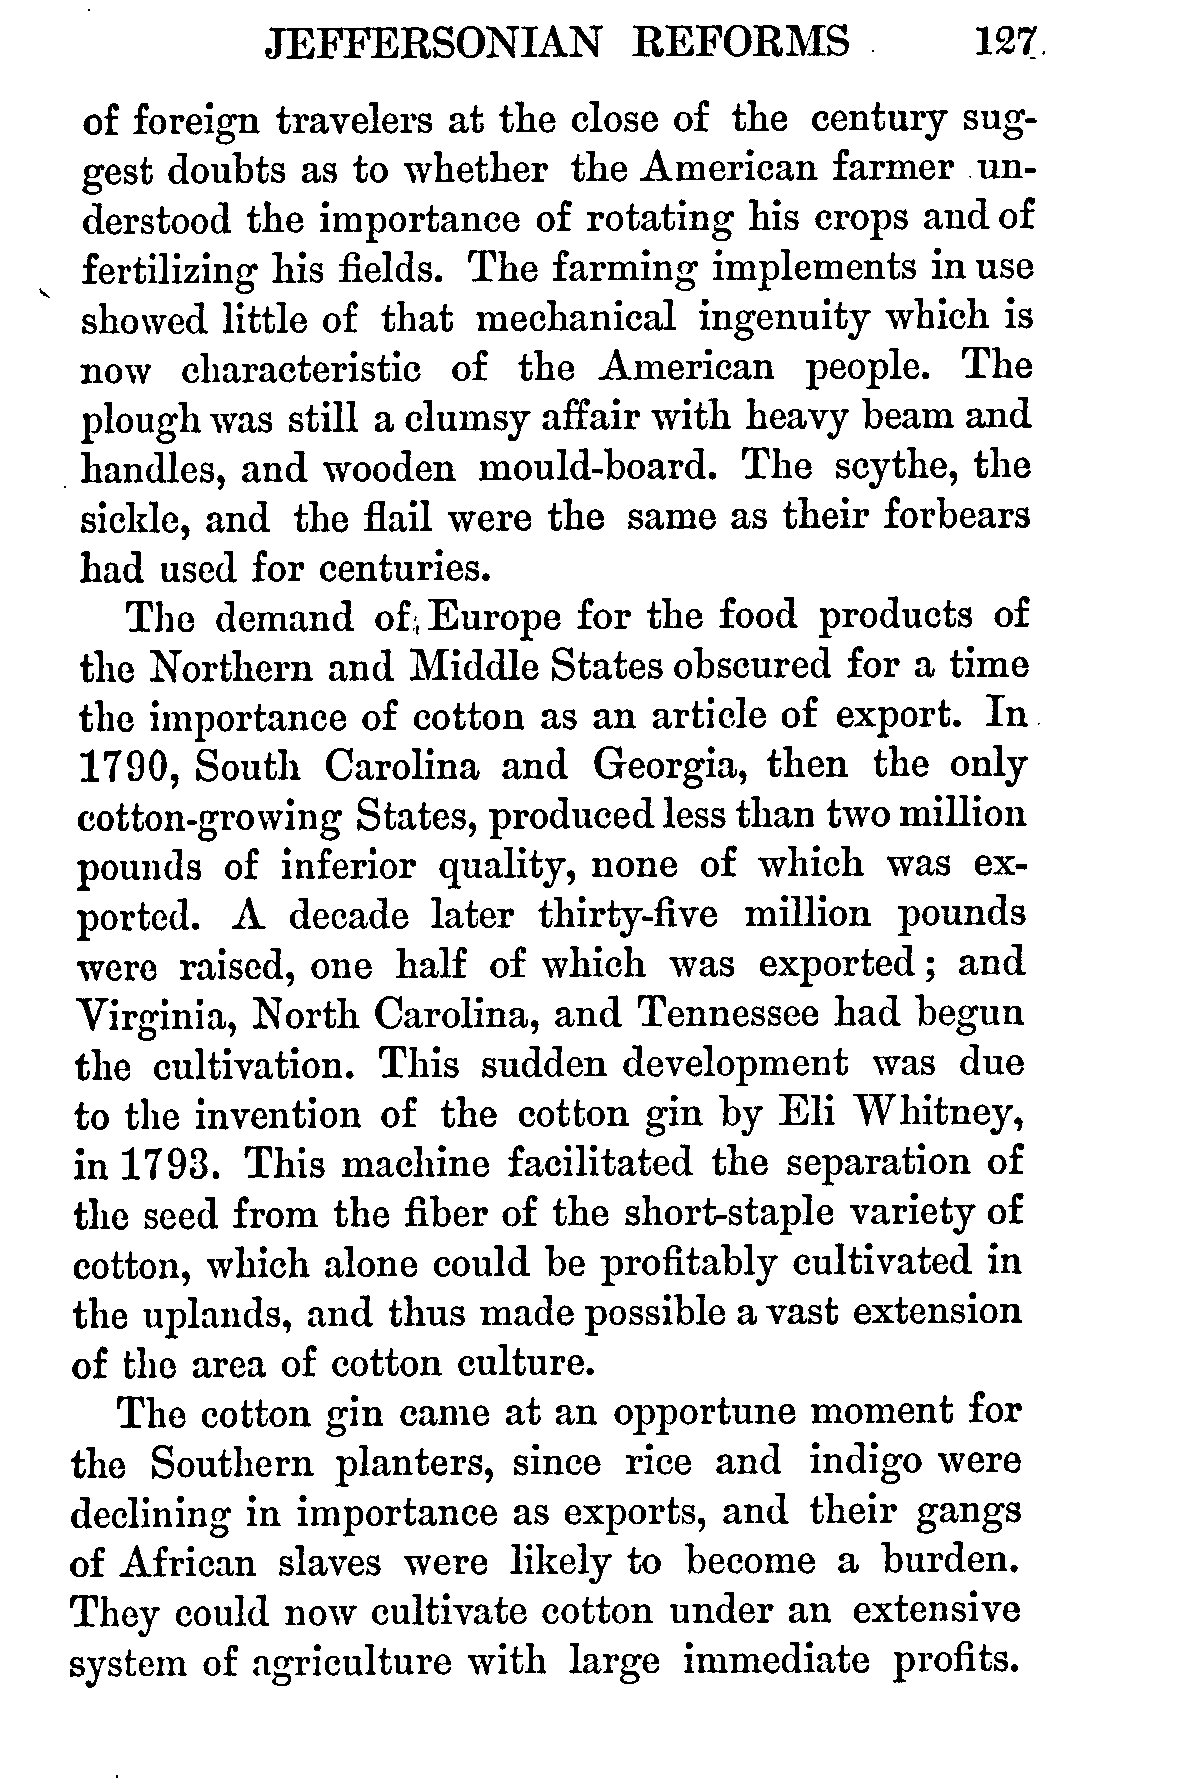 JEFFERSONIAN REFORMS 127
of foreign travelers at the close of the century sug-
gest doubts as to whether the American farmer un-
derstood the importance of rotating his crops and of
fertilizing his fields. The farming implements in use
showed little of that mechanical ingenuity which is
now characteristic of the American people. The
plough was still a clumsy affair with heavy beam and
handles, and wooden mould-board. The scythe, the
sickle, and the flail were the same as their forbears
had used for centuries.
The demand of Europe for the food products of
the Northern and Middle States obscured for a time
the importance of cotton as an article of export. In
1790, South Carolina and Georgia, then the only
cotton-growing States, produced less than two million
pounds of inferior quality, none of which was ex-
ported. A decade later thirty-five million pounds
were raised, one half of which was exported; and
Virginia, North Carolina, and Tennessee had begun
the cultivation. This sudden development was due
to the invention of the cotton gin by Eli Whitney,
in 1793. This machine facilitated the separation of
the seed from the fiber of the short-staple variety of
cotton, which alone could be profitably cultivated in
the uplands, and thus made possible a vast extension
of the area of cotton culture.
The cotton gin came at an opportune moment for
the Southern planters, since rice and indigo were
declining in importance as exports, and their gangs
of African slaves were likely to become a burden.
They could now cultivate cotton under an extensive
system of agriculture with large immediate profits.